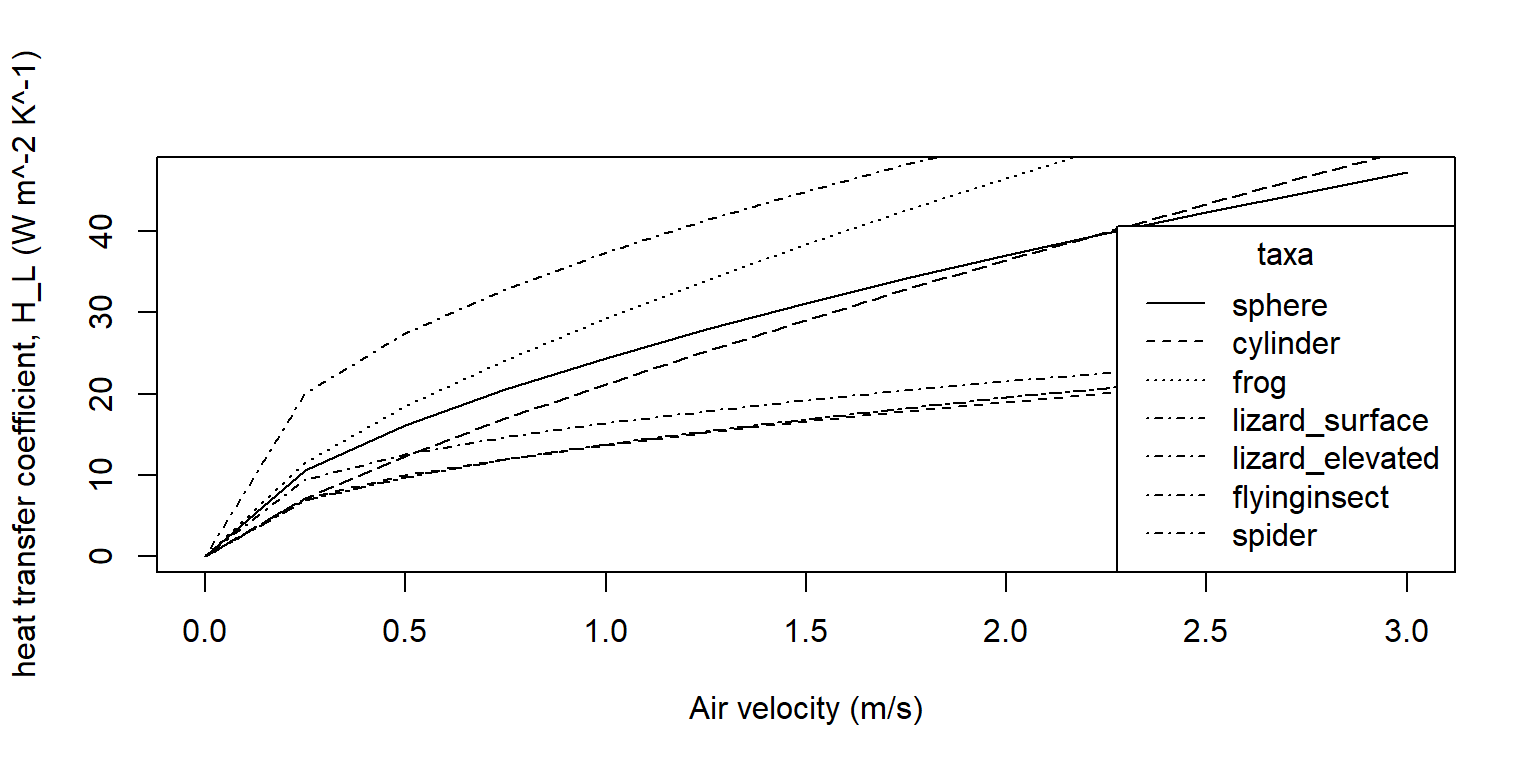 heat transfer coefficient, H_L (W m^-2 K^-1)
40
30
20
10
0
taxa
sphere
cylinder
frog
lizard_surface
lizard_elevated
flyinginsect
spider
0.0 0.5 1.0 1.5 2.0 2.5 3.0
Air velocity (m/s)